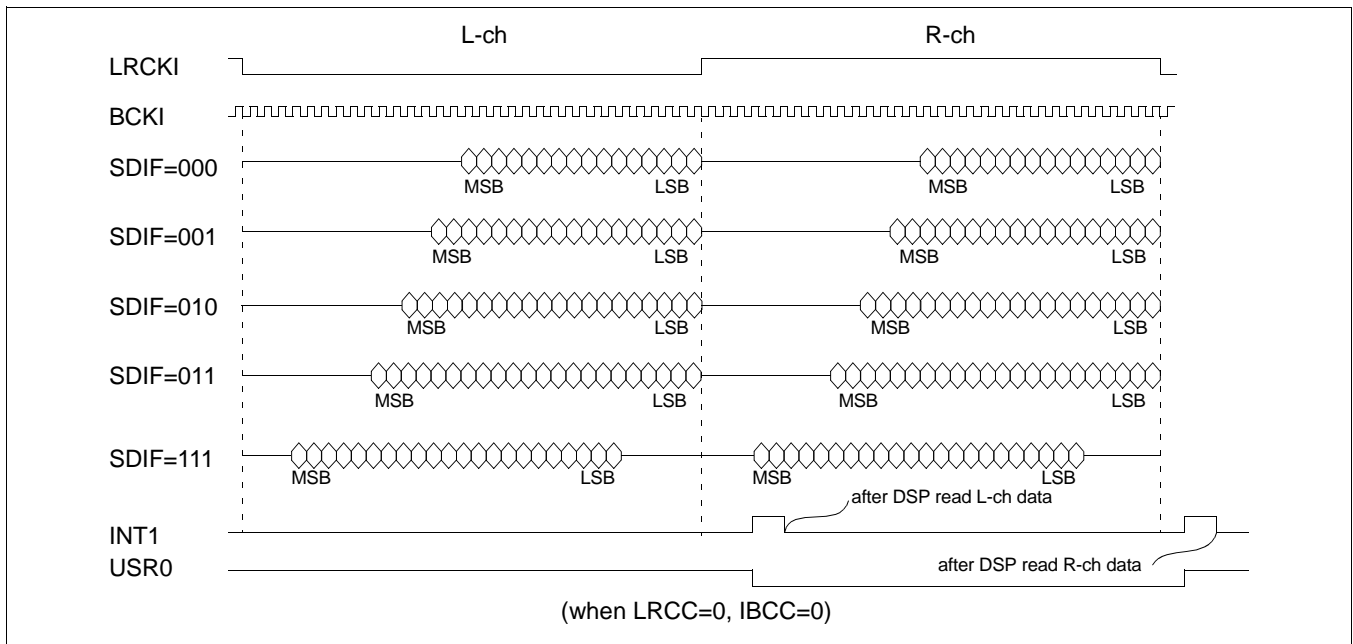 L-ch R-ch
LRCKI
BCKI
SDIF=000
MSB LSB MSB LSB
SDIF=001
MSB LSB MSB LSB
SDIF=010
MSB LSB MSB LSB
SDIF=011
MSB LSB MSB LSB
SDIF=111
MSB LSB MSB LSB
after DSP read L-ch data
INT1
after DSP read R-ch data
USR0
(when LRCC=0, IBCC=0)